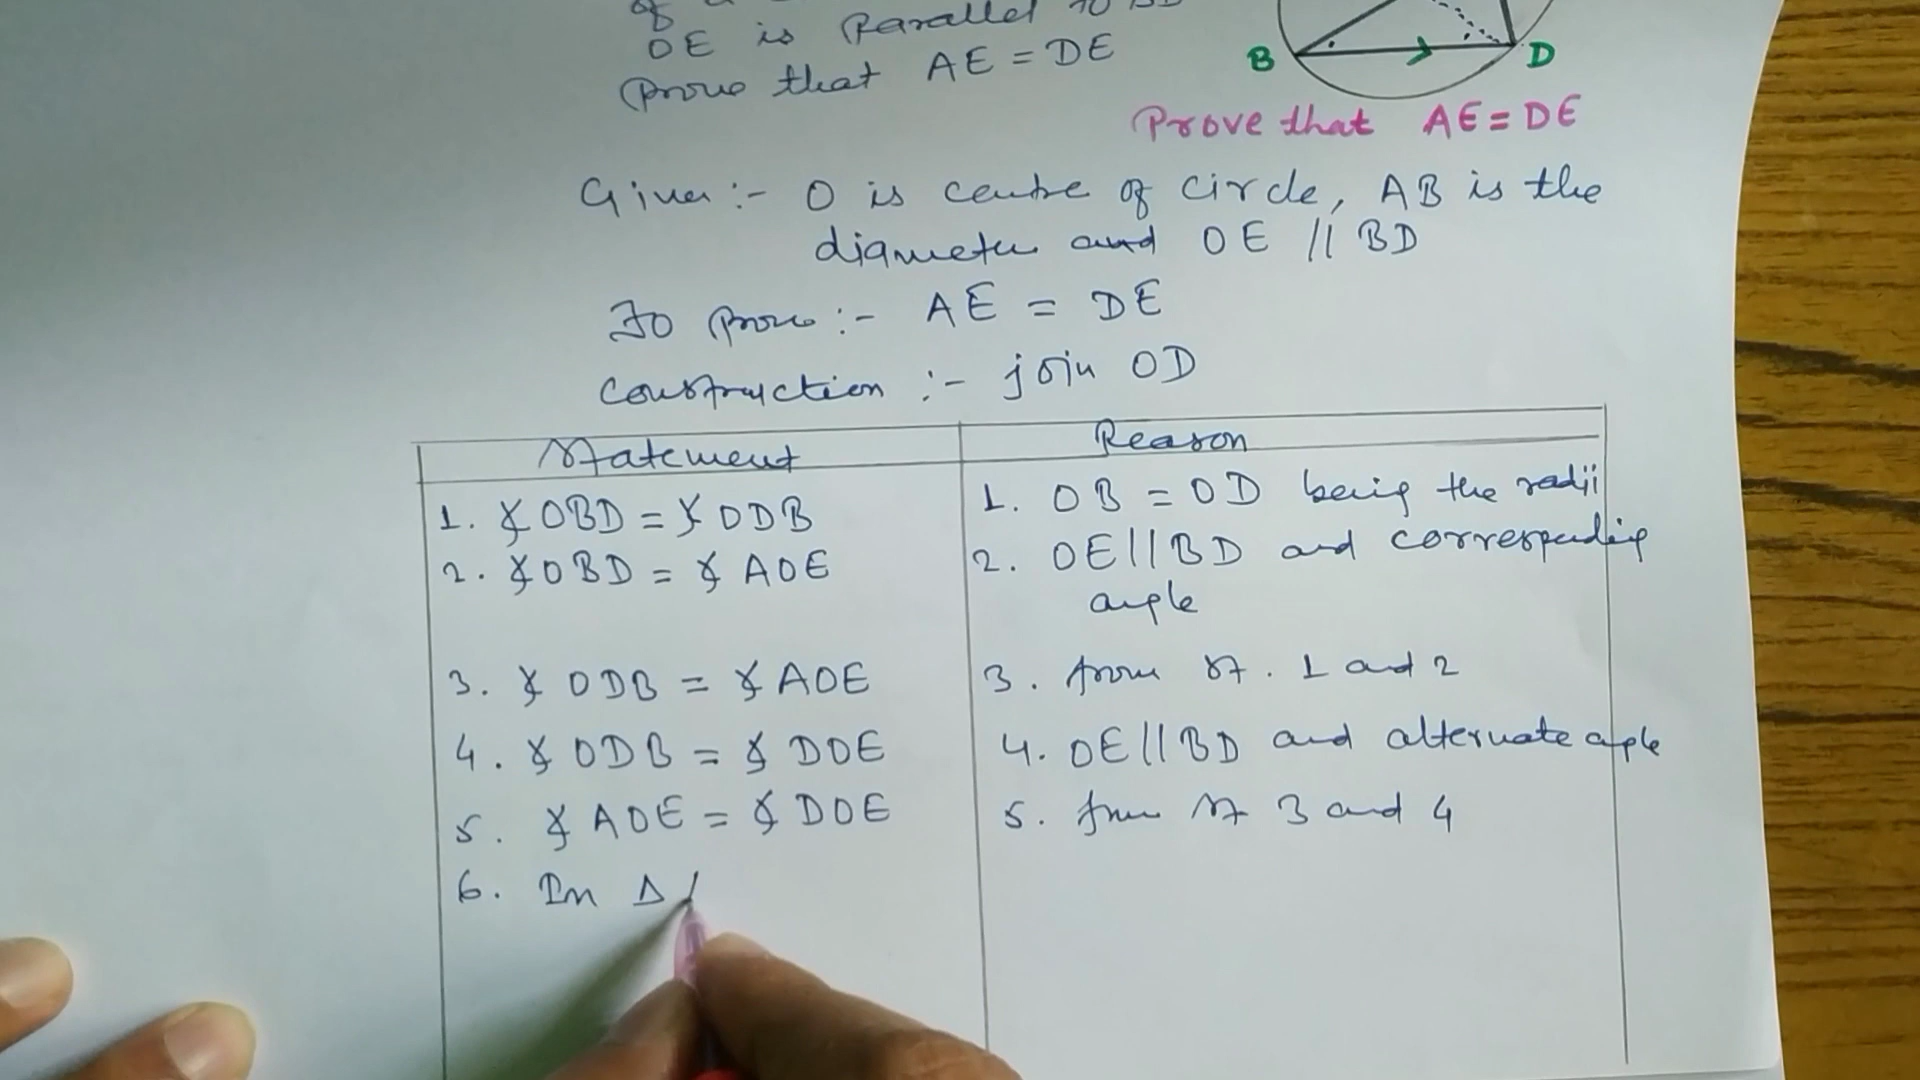 OE is Parallel to BD
Prove that AE = DE
B
D
Prove that AE = DE
Given :- O is centre of circle, AB is the
diameter and OE // BD
To prove :- AE = DE
construction :- join OD
Statement
Reason
1. ∡ OBD = ∡ ODB
1. OB = OD being the radii
2. ∡ OBD = ∡ AOE
2. OE // BD and corresponding
angle
3. ∡ ODB = ∡ AOE
3. from st. 1 and 2
4. ∡ ODB = ∡ DOE
4. OE // BD and alternate angle
5. ∡ AOE = ∡ DOE
5. from st 3 and 4
6. In Δ